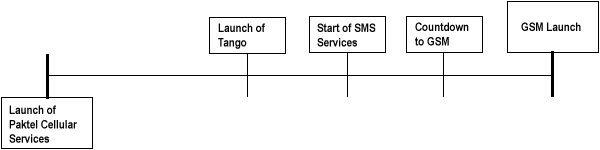 Launch of
Tango
Start of SMS
Services
Countdown
to GSM
GSM Launch
Launch of
Paktel Cellular
Services